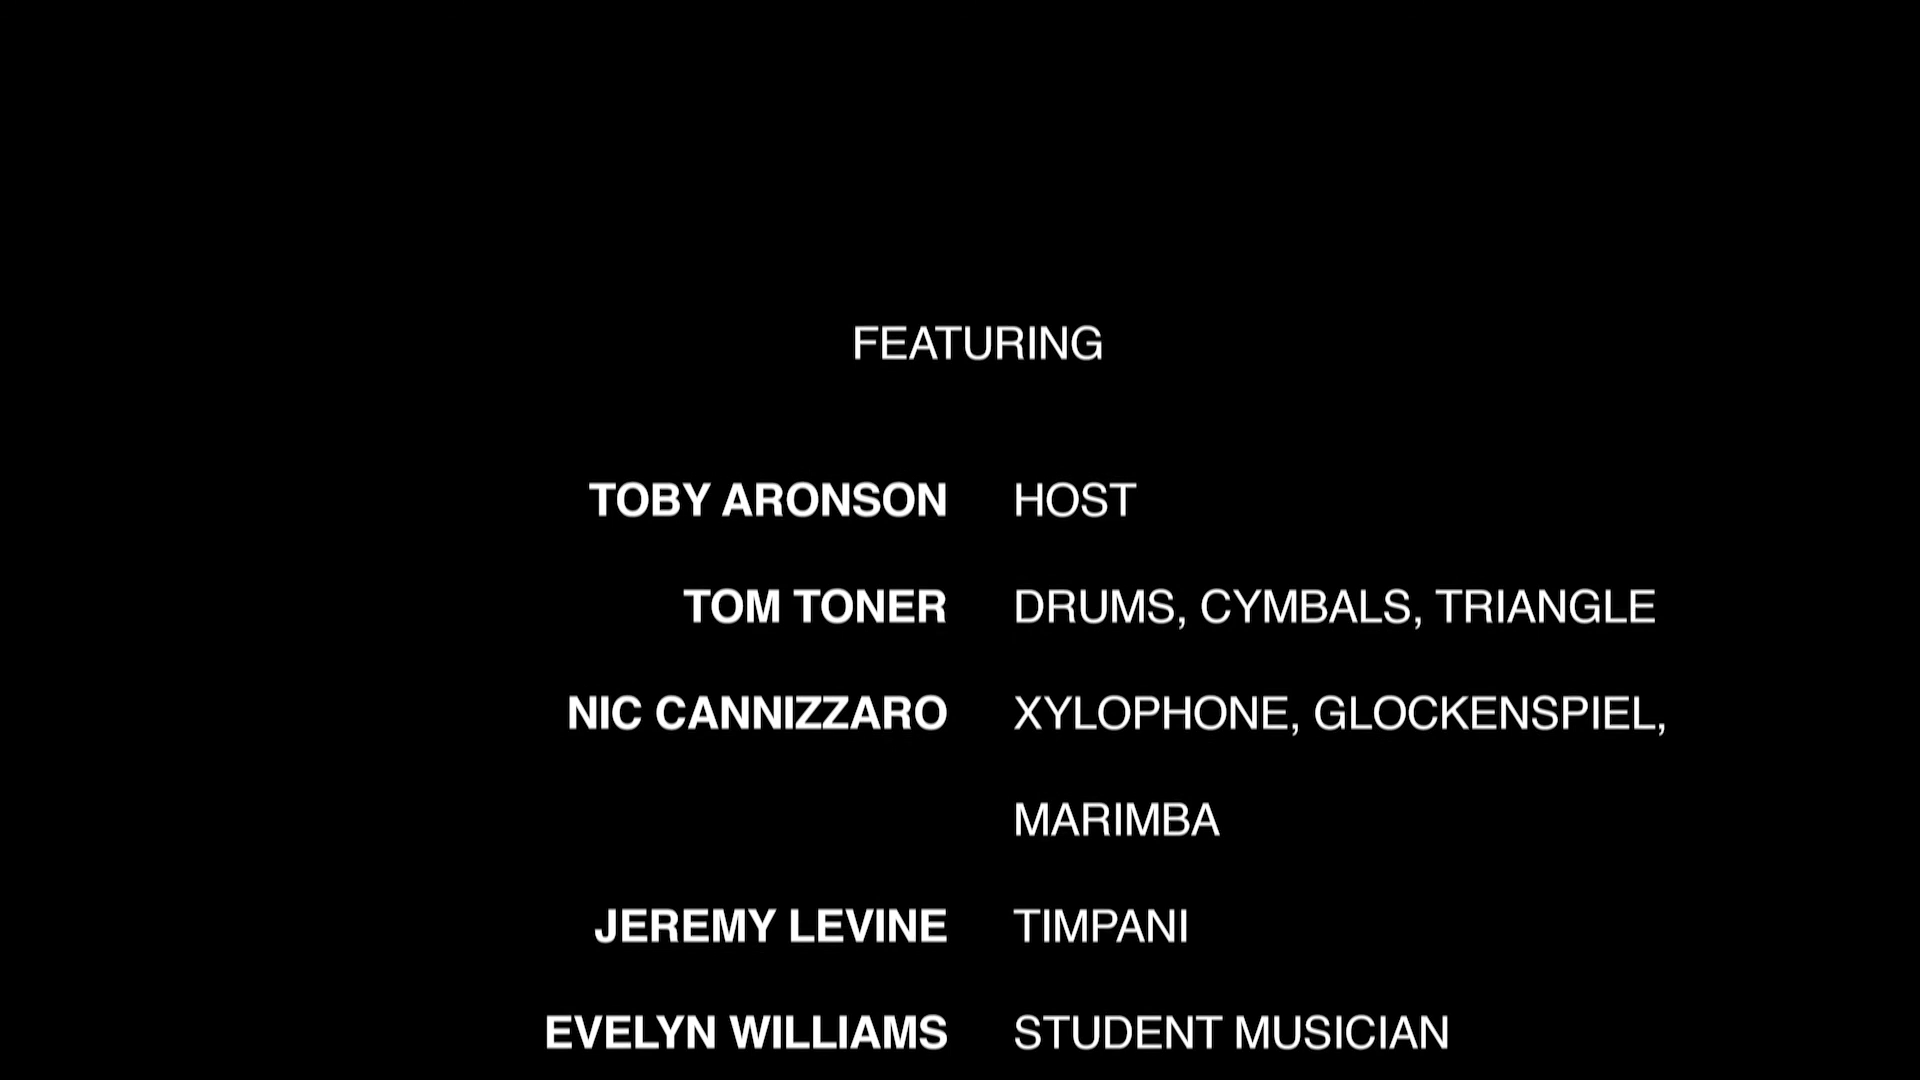 FEATURING
TOBY ARONSON HOST
TOM TONER DRUMS, CYMBALS, TRIANGLE
NIC CANNIZZARO XYLOPHONE, GLOCKENSPIEL,
MARIMBA
JEREMY LEVINE TIMPANI
EVELYN WILLIAMS STUDENT MUSICIAN